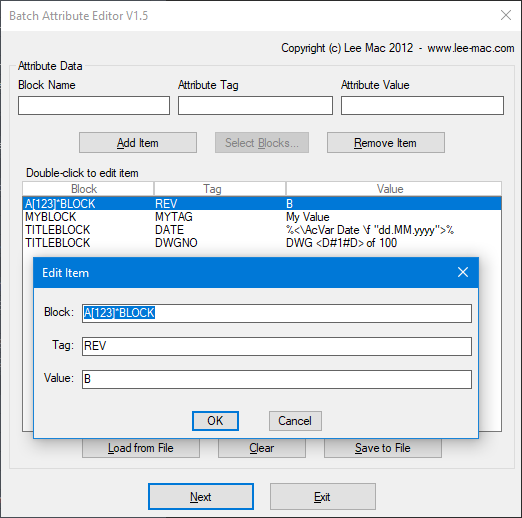 Batch Attribute Editor V1.5
Copyright (c) Lee Mac 2012 - www.lee-mac.com
Attribute Data
Block Name Attribute Tag Attribute Value
Add Item Select Blocks... Remove Item
Double-click to edit item
Block Tag Value
A[123]*BLOCK REV B
MYBLOCK MYTAG My Value
TITLEBLOCK DATE %<\AcVar Date \f "dd.MM.yyyy">%
TITLEBLOCK DWGNO DWG <D#1#D> of 100
Edit Item
Block: A[123]*BLOCK
Tag: REV
Value: B
OK Cancel
Load from File Clear Save to File
Next Exit